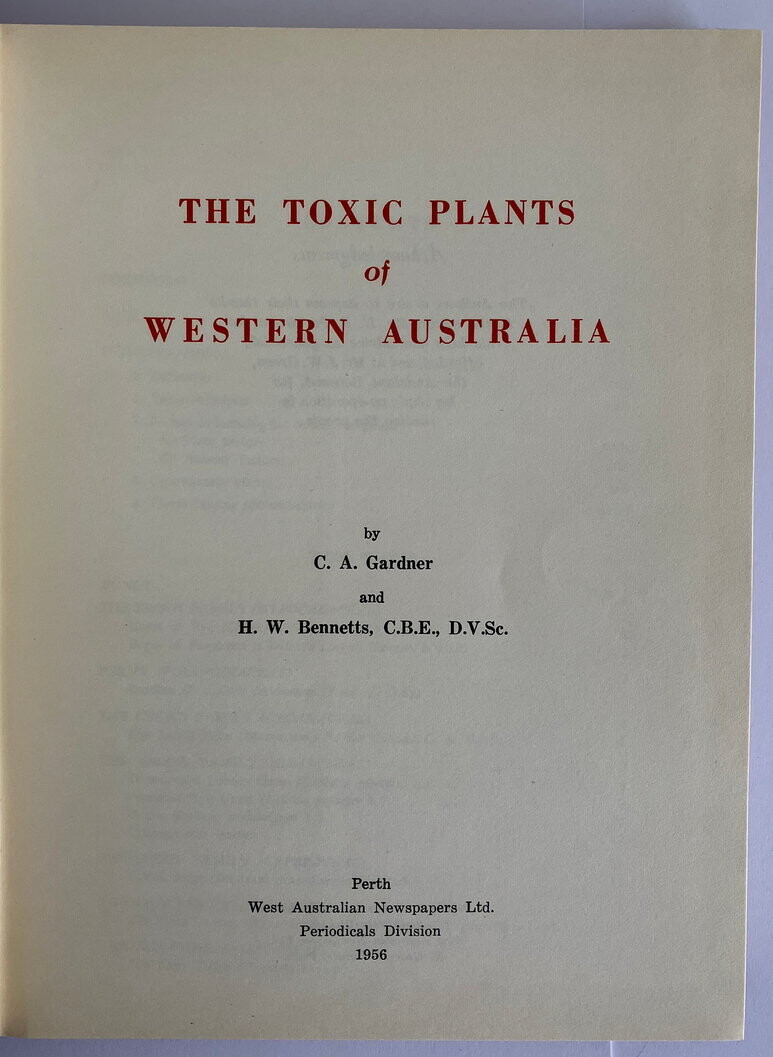 THE TOXIC PLANTS
of
WESTERN AUSTRALIA
by
C. A. Gardner
and
H. W. Bennetts, C.B.E., D.V.Sc.
Perth
West Australian Newspapers Ltd.
Periodicals Division
1956